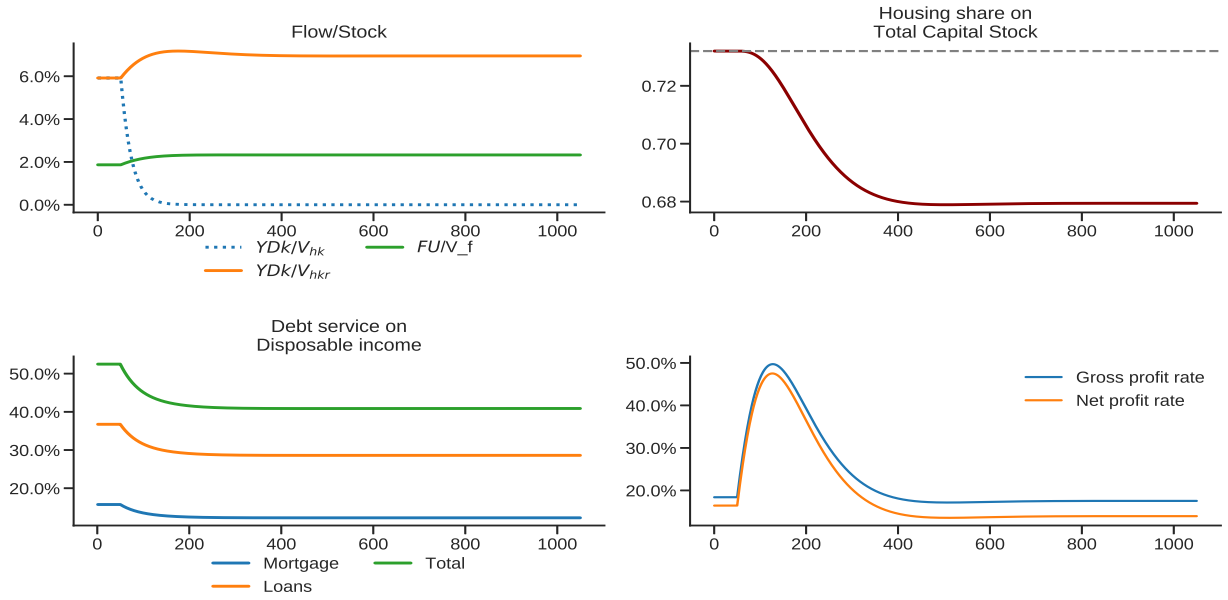 Flow/Stock
6.0%
4.0%
2.0%
0.0%
0 200 400 600 800 1000
YDk/V_hk FU/V_f
YDk/V_hkr
Housing share on
Total Capital Stock
0.72
0.70
0.68
0 200 400 600 800 1000
Debt service on
Disposable income
50.0%
40.0%
30.0%
20.0%
0 200 400 600 800 1000
Mortgage Total
Loans
50.0%
40.0%
30.0%
20.0%
0 200 400 600 800 1000
Gross profit rate
Net profit rate